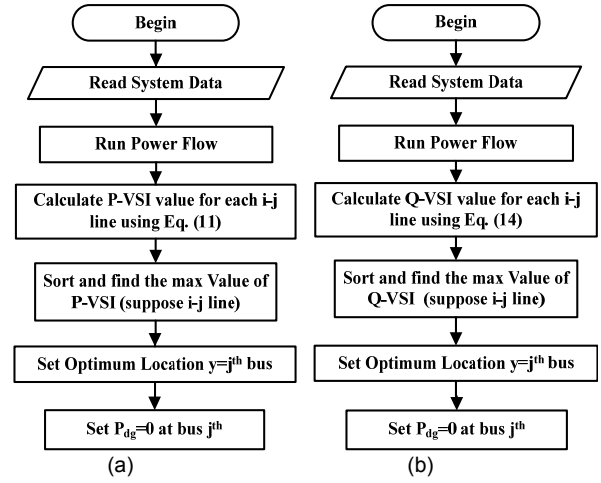 Begin
Read System Data
Run Power Flow
Calculate P-VSI value for each i-j
line using Eq. (11)
Sort and find the max Value of
P-VSI (suppose i-j line)
Set Optimum Location y=jth bus
Set Pdg=0 at bus jth
(a)
Begin
Read System Data
Run Power Flow
Calculate Q-VSI value for each i-j
line using Eq. (14)
Sort and find the max Value of
Q-VSI (suppose i-j line)
Set Optimum Location y=jth bus
Set Pdg=0 at bus jth
(b)